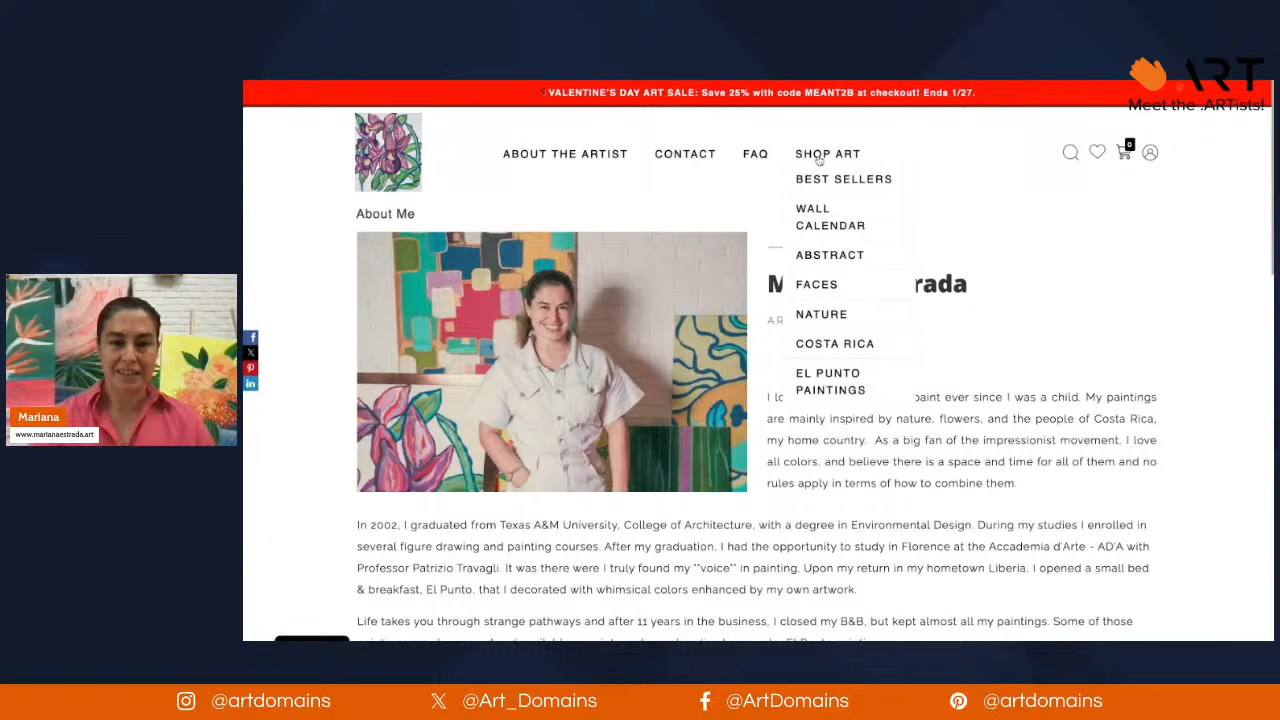 VALENTINE'S DAY ART SALE: Save 25% with code MEANT2B at checkout! Ends 1/27.
.ART
Meet the .ARTists!
ABOUT THE ARTIST CONTACT FAQ SHOP ART
0
BEST SELLERS
WALL
CALENDAR
ABSTRACT
FACES
NATURE
COSTA RICA
EL PUNTO
PAINTINGS
About Me
M rada
AR
I lo paint ever since I was a child. My paintings
are mainly inspired by nature, flowers, and the people of Costa Rica,
my home country. As a big fan of the impressionist movement, I love
all colors, and believe there is a space and time for all of them and no
rules apply in terms of how to combine them.
In 2002, I graduated from Texas A&M University, College of Architecture, with a degree in Environmental Design. During my studies I enrolled in
several figure drawing and painting courses. After my graduation, I had the opportunity to study in Florence at the Accademia d'Arte - AD'A with
Professor Patrizio Travagli. It was there were I truly found my "voice" in painting. Upon my return in my hometown Liberia, I opened a small bed
& breakfast, El Punto, that I decorated with whimsical colors enhanced by my own artwork.
Life takes you through strange pathways and after 11 years in the business, I closed my B&B, but kept almost all my paintings. Some of those
Mariana
www.marianaestrada.art
@artdomains @Art_Domains @ArtDomains @artdomains